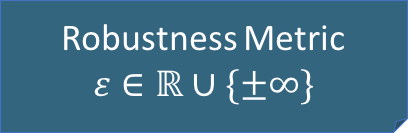 Robustness Metric
𝜀 ∈ ℝ ∪ {±∞}